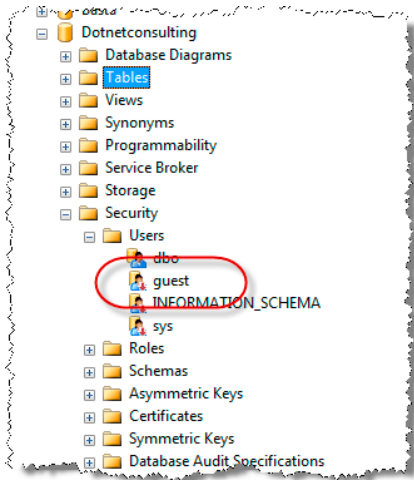 Dotnetconsulting
Database Diagrams
Tables
Views
Synonyms
Programmability
Service Broker
Storage
Security
Users
dbo
guest
INFORMATION_SCHEMA
sys
Roles
Schemas
Asymmetric Keys
Certificates
Symmetric Keys
Database Audit Specifications